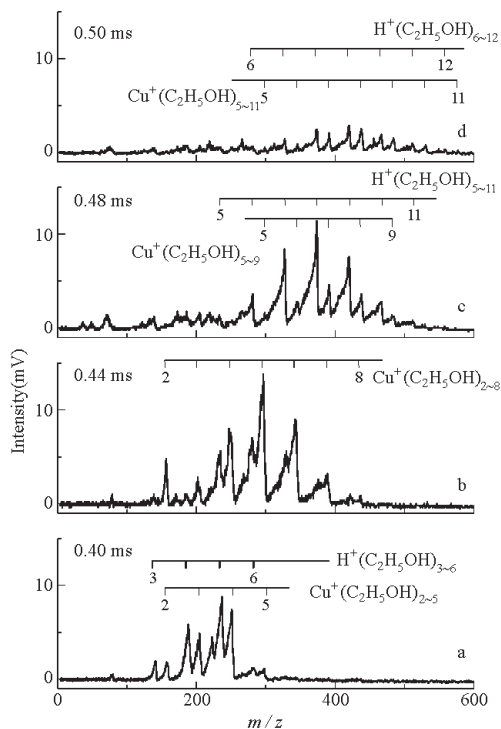 0.50 ms
H⁺(C₂H₅OH)₆~₁₂
10
6 12
Cu⁺(C₂H₅OH)₅~₁₁ 5 11
d
0
0.48 ms
H⁺(C₂H₅OH)₅~₁₁
5 11
10
5 9
Cu⁺(C₂H₅OH)₅~₉
c
0
Intensity(mV)
0.44 ms
2 8 Cu⁺(C₂H₅OH)₂~₈
10
b
0
0.40 ms
H⁺(C₂H₅OH)₃~₆
3 6
10
Cu⁺(C₂H₅OH)₂~₅
2 5
a
0
0 200 400 600
m / z